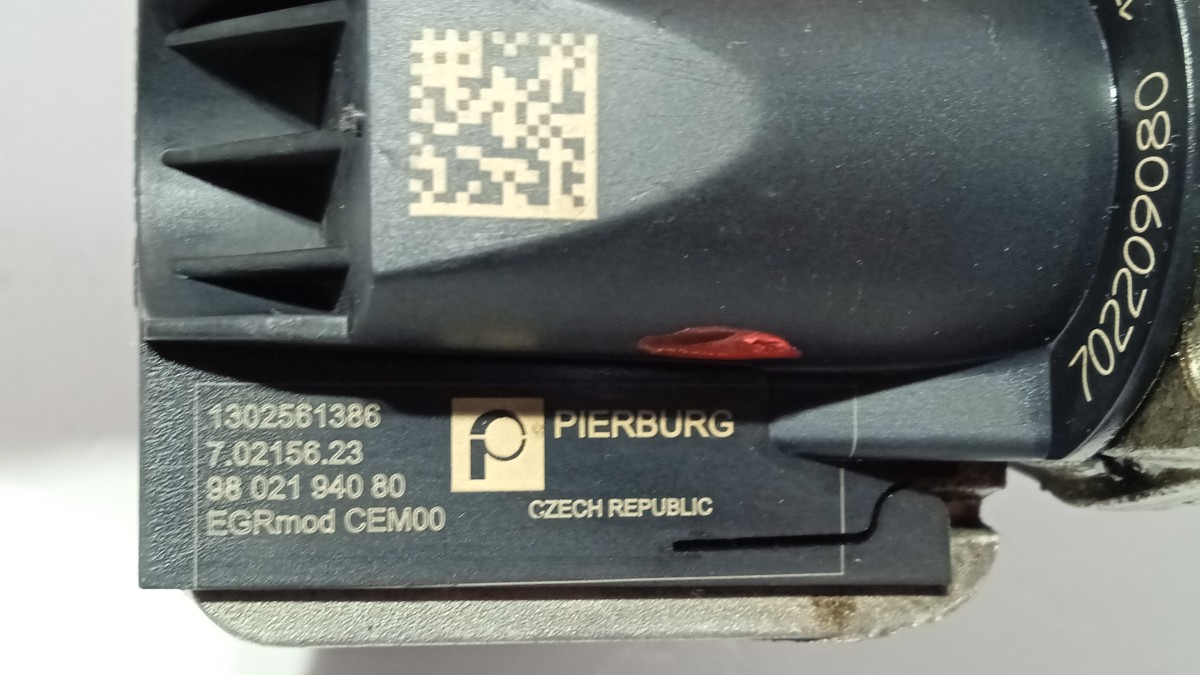 1302561386
7.02156.23
98 021 940 80
EGRmod CEM00
PIERBURG
CZECH REPUBLIC
702209080